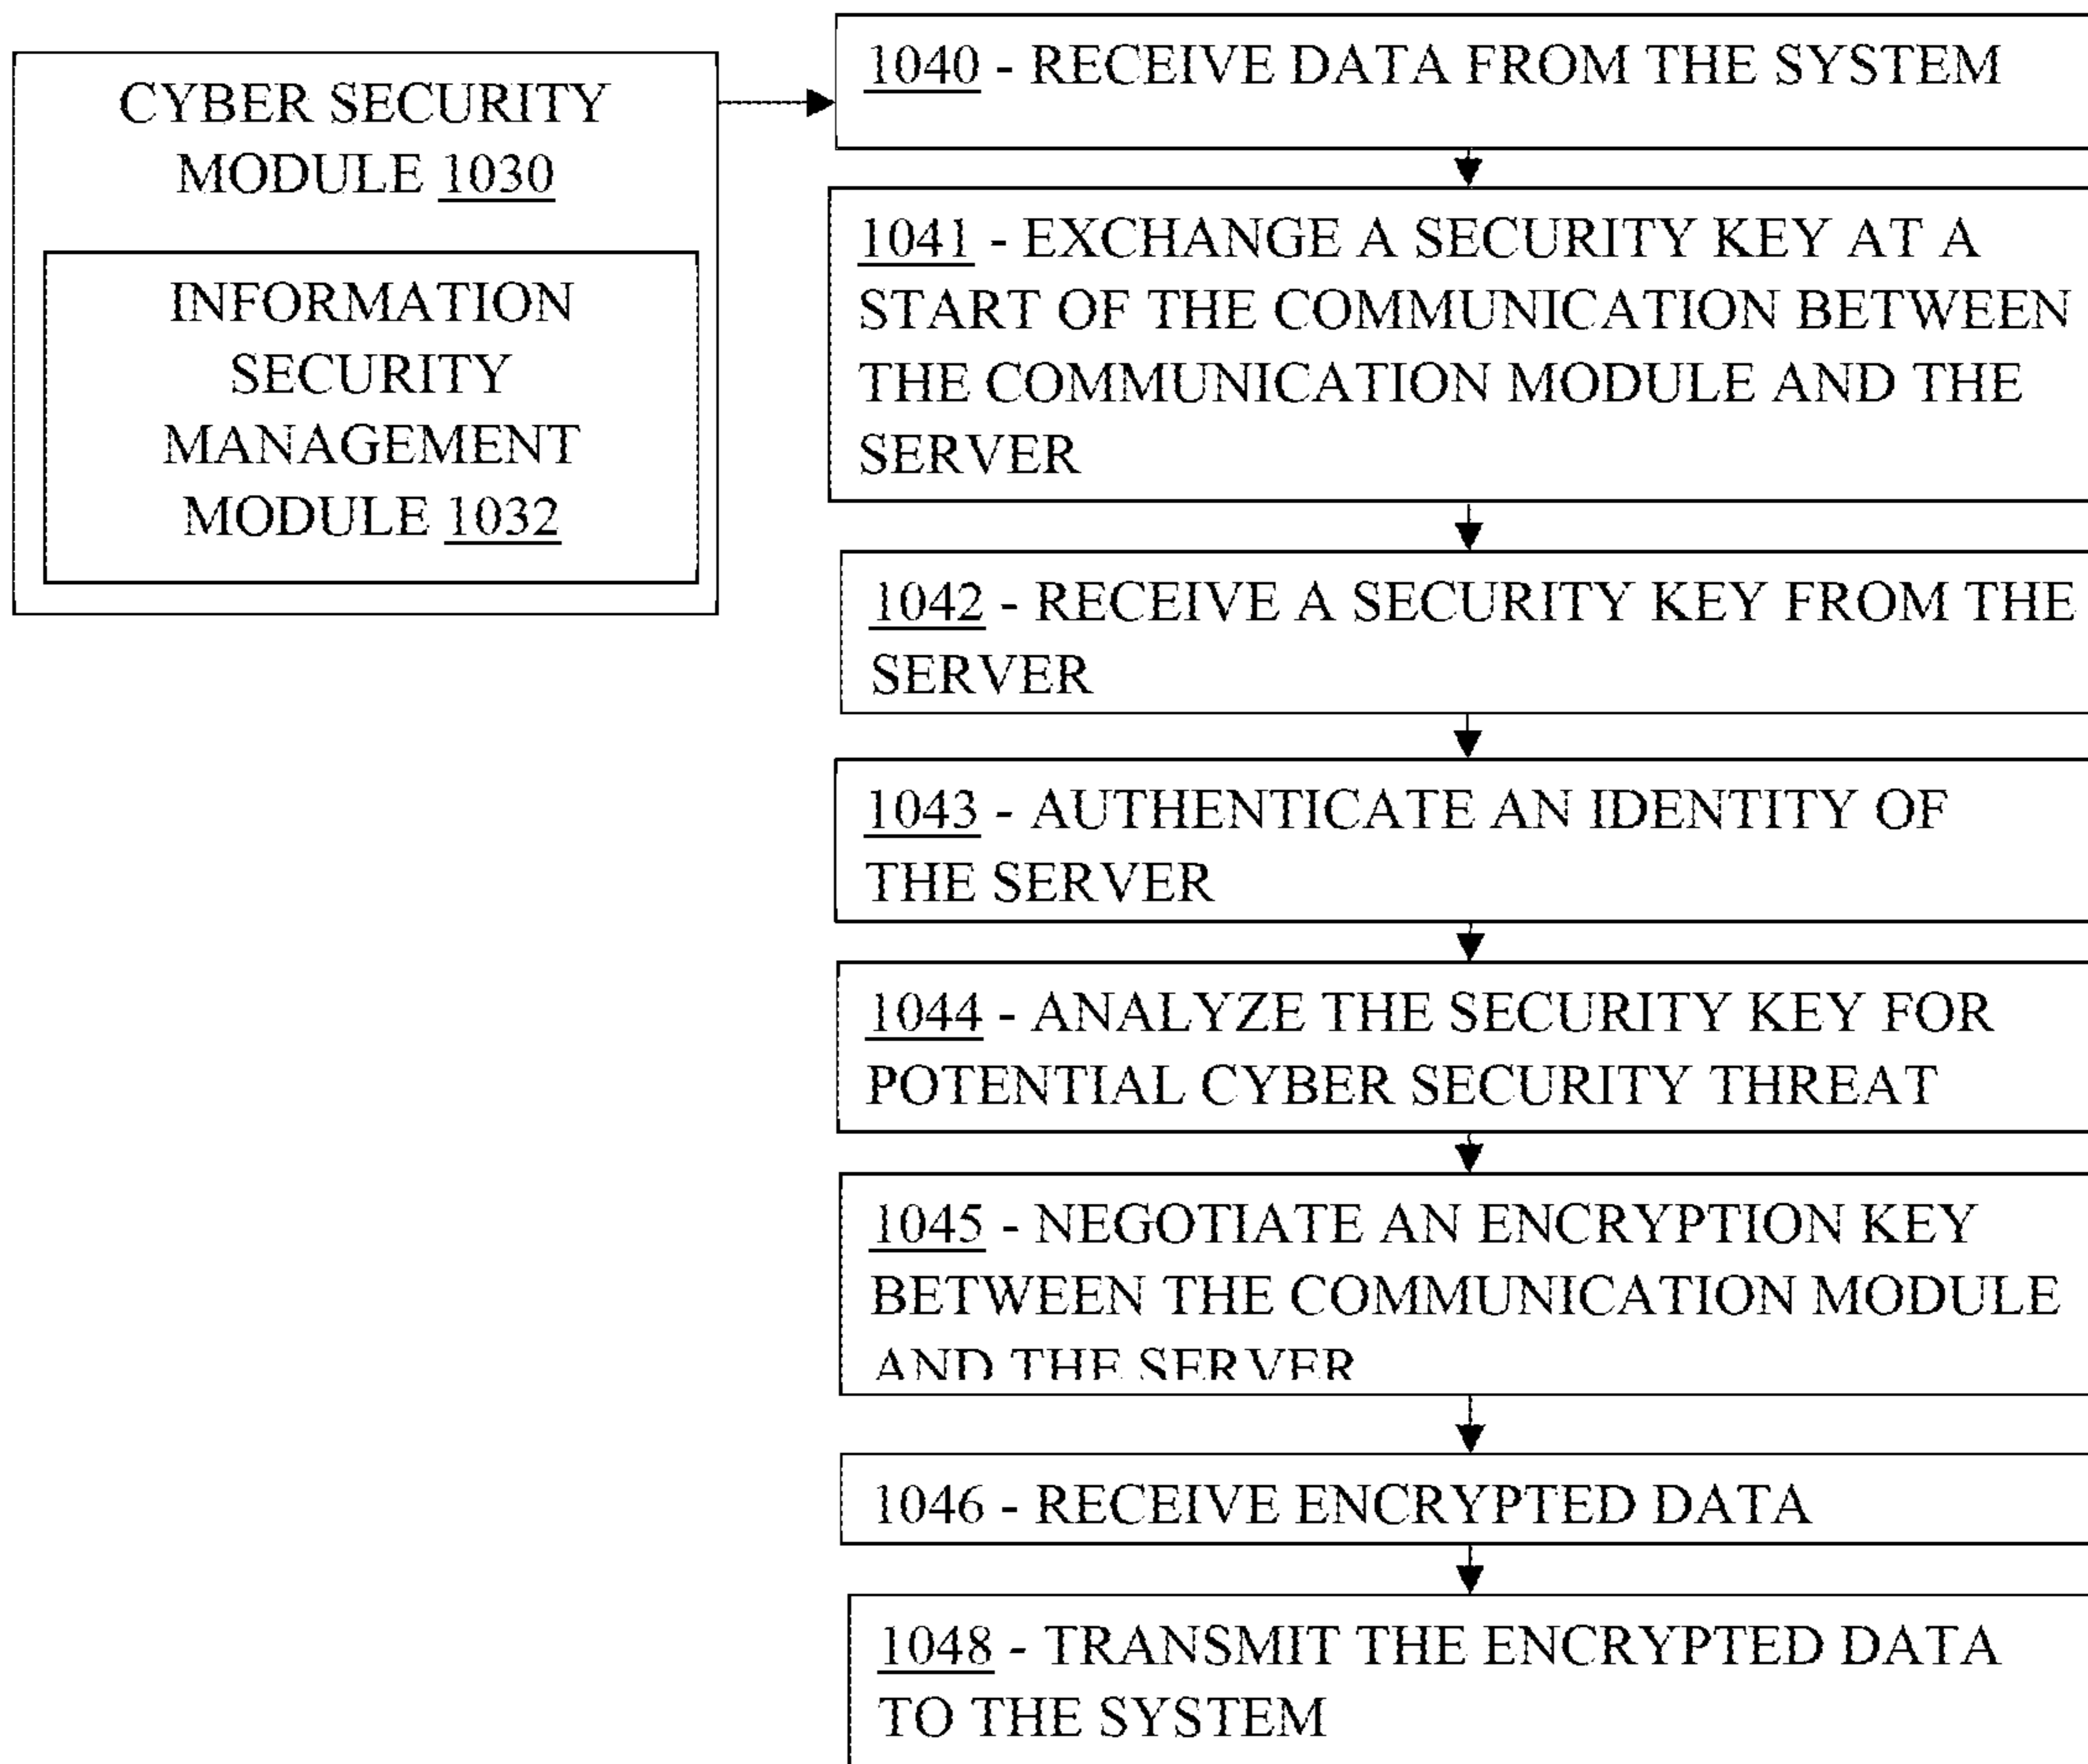 CYBER SECURITY
MODULE 1030
INFORMATION
SECURITY
MANAGEMENT
MODULE 1032
1040 - RECEIVE DATA FROM THE SYSTEM
1041 - EXCHANGE A SECURITY KEY AT A
START OF THE COMMUNICATION BETWEEN
THE COMMUNICATION MODULE AND THE
SERVER
1042 - RECEIVE A SECURITY KEY FROM THE
SERVER
1043 - AUTHENTICATE AN IDENTITY OF
THE SERVER
1044 - ANALYZE THE SECURITY KEY FOR
POTENTIAL CYBER SECURITY THREAT
1045 - NEGOTIATE AN ENCRYPTION KEY
BETWEEN THE COMMUNICATION MODULE
AND THE SERVER
1046 - RECEIVE ENCRYPTED DATA
1048 - TRANSMIT THE ENCRYPTED DATA
TO THE SYSTEM